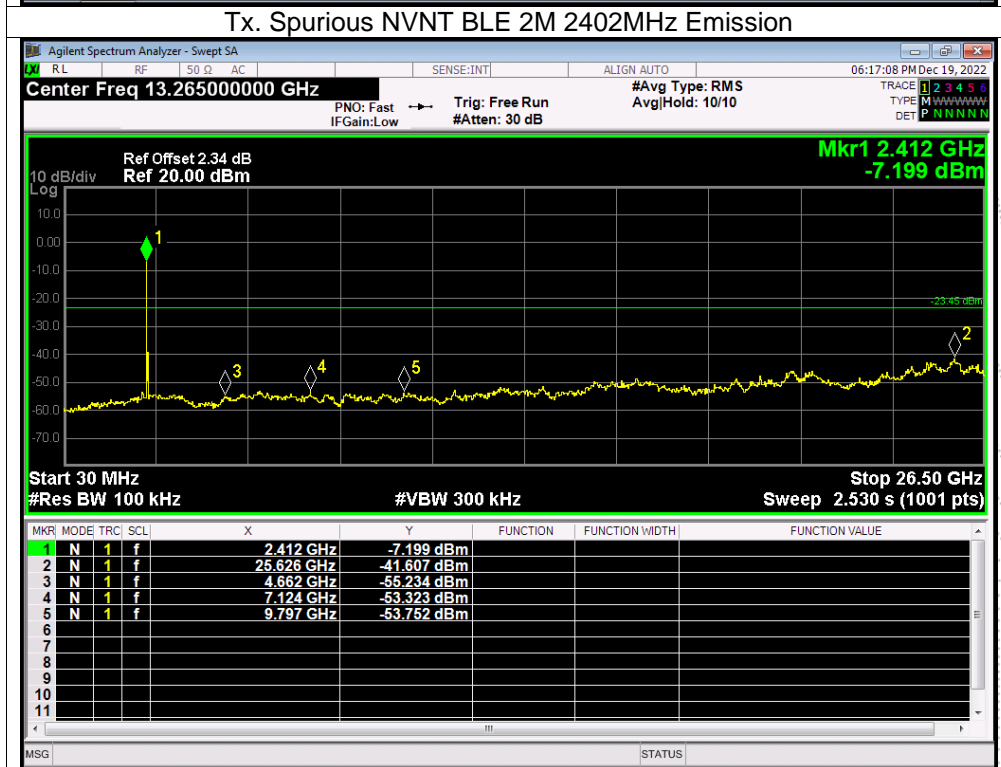 Tx. Spurious NVNT BLE 2M 2402MHz Emission
Agilent Spectrum Analyzer - Swept SA
LXI RL RF 50 Ω AC SENSE:INT ALIGN AUTO 06:17:08 PM Dec 19, 2022
Center Freq 13.265000000 GHz #Avg Type: RMS TRACE 1 2 3 4 5 6
PNO: Fast Trig: Free Run Avg|Hold: 10/10 TYPE M WWWWW
IFGain:Low #Atten: 30 dB DET P N N N N N
Mkr1 2.412 GHz
-7.199 dBm
Ref Offset 2.34 dB
10 dB/div Ref 20.00 dBm
Log
10.0
0.00
1
-10.0
-20.0
-23.45 dBm
-30.0
2
-40.0
3 4 5
-50.0
-60.0
-70.0
Start 30 MHz Stop 26.50 GHz
#Res BW 100 kHz #VBW 300 kHz Sweep 2.530 s (1001 pts)
MKR MODE TRC SCL X Y FUNCTION FUNCTION WIDTH FUNCTION VALUE
1 N 1 f 2.412 GHz -7.199 dBm
2 N 1 f 25.626 GHz -41.607 dBm
3 N 1 f 4.662 GHz -55.234 dBm
4 N 1 f 7.124 GHz -53.323 dBm
5 N 1 f 9.797 GHz -53.752 dBm
6
7
8
9
10
11
MSG STATUS